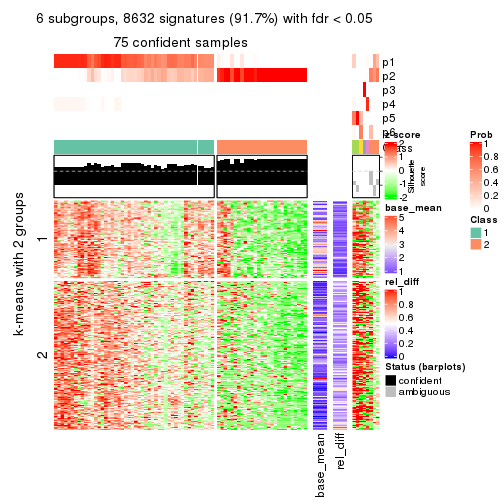 6 subgroups, 8632 signatures (91.7%) with fdr < 0.05
75 confident samples
p1
p2
p3
p4
p5
p6
Class
k-means with 2 groups
1
2
base_mean
rel_diff
Silhouette
score
z-score
2
1
0
-1
-2
base_mean
5
4
3
2
1
rel_diff
1
0.8
0.6
0.4
0.2
0
Status (barplots)
confident
ambiguous
Prob
1
0.8
0.6
0.4
0.2
0
Class
1
2